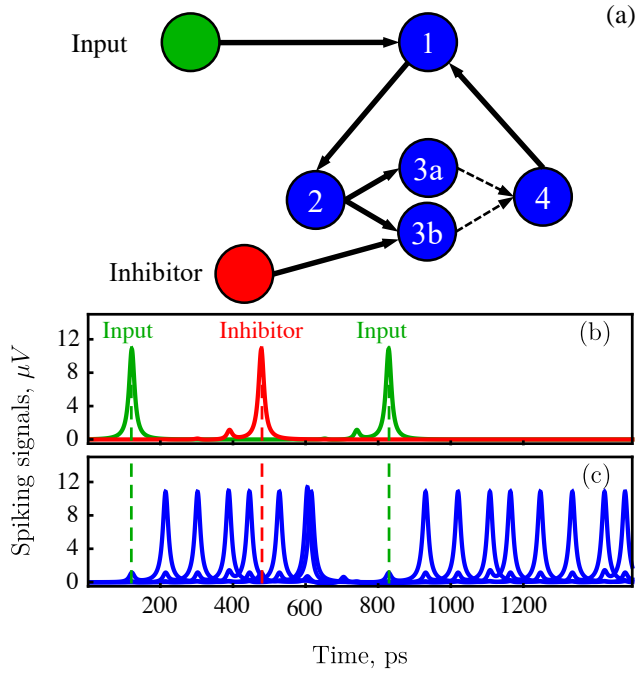 (a)
Input
1
3a
2
4
3b
Inhibitor
Input
Inhibitor
Input
(b)
12
8
4
0
(c)
12
8
4
0
Spiking signals, μV
200
400
600
800
1000
1200
Time, ps